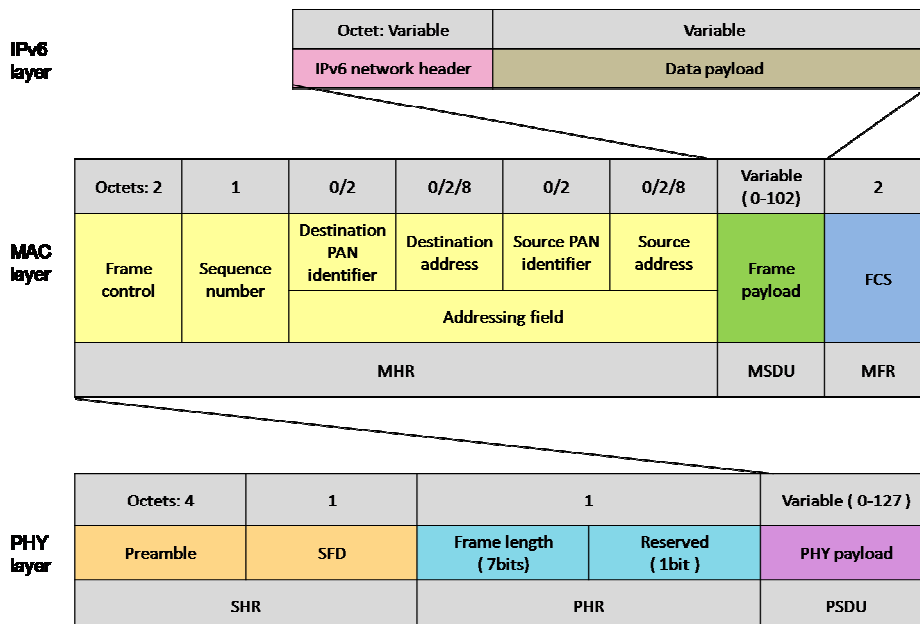 Octet: Variable
Variable
IPv6
layer
IPv6 network header
Data payload
Octets: 2
1
0/2
0/2/8
0/2
0/2/8
Variable
( 0-102)
2
MAC
layer
Frame
control
Sequence
number
Destination
PAN
identifier
Destination
address
Source PAN
identifier
Source
address
Addressing field
Frame
payload
FCS
MHR
MSDU
MFR
Octets: 4
1
1
Variable ( 0-127 )
PHY
layer
Preamble
SFD
Frame length
( 7bits)
Reserved
( 1bit )
PHY payload
SHR
PHR
PSDU